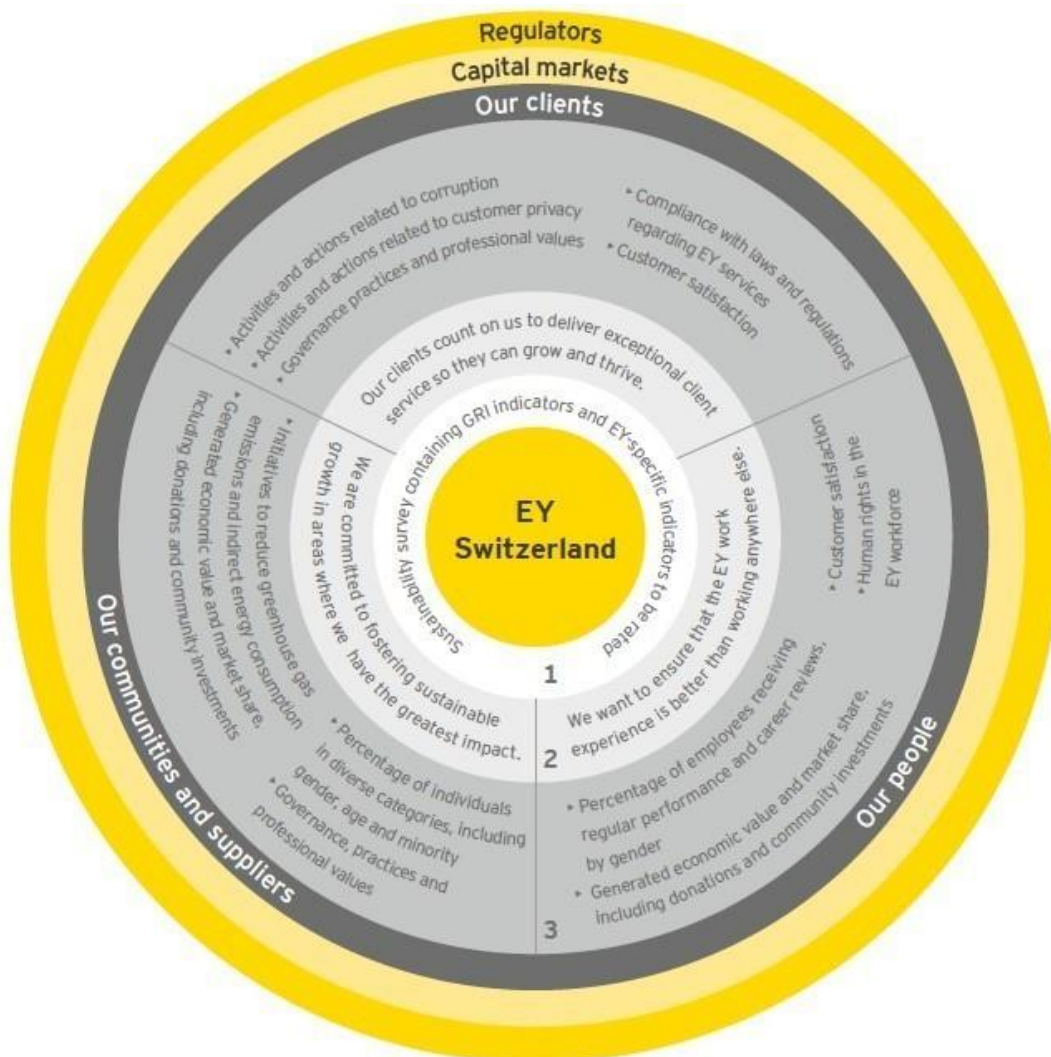 Regulators
Capital markets
Our clients
‣ Activities and actions related to corruption
‣ Activities and actions related to customer privacy
‣ Governance practices and professional values
‣ Compliance with laws and regulations
regarding EY services
‣ Customer satisfaction
Our clients count on us to deliver exceptional client
service so they can grow and thrive.
Sustainability survey containing GRI indicators and EY-specific indicators to be rated
EY
Switzerland
1
We want to ensure that the EY work
experience is better than working anywhere else.
‣ Customer satisfaction
‣ Human rights in the
EY workforce
‣ Percentage of employees receiving
regular performance and career reviews,
by gender
‣ Generated economic value and market share,
including donations and community investments
Our people
We are committed to fostering sustainable
growth in areas where we have the greatest impact.
2
‣ Initiatives to reduce greenhouse gas
emissions and indirect energy consumption
‣ Generated economic value and market share,
including donations and community investments
‣ Percentage of individuals
in diverse categories, including
gender, age and minority
‣ Governance, practices and
professional values
3
Our communities and suppliers